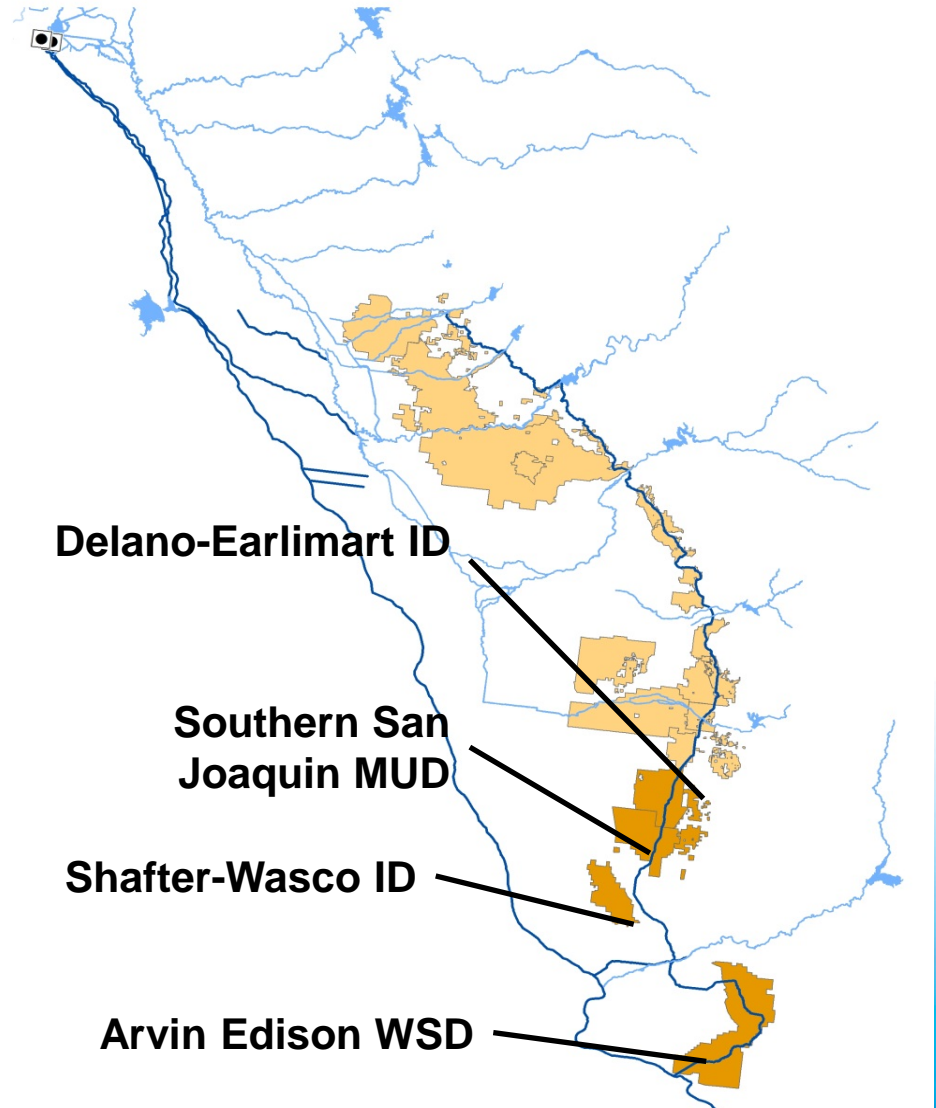 Delano-Earlimart ID
Southern San
Joaquin MUD
Shafter-Wasco ID
Arvin Edison WSD